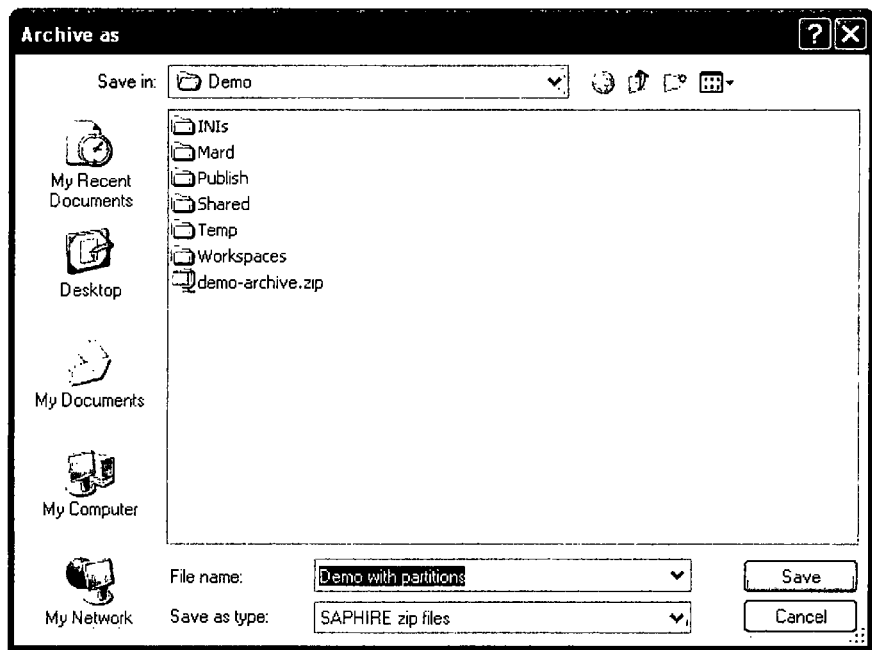 Archive as
Save in: Demo
INIs
Mard
Publish
Shared
Temp
Workspaces
demo-archive.zip
My Recent
Documents
Desktop
My Documents
My Computer
My Network
File name: Demo with partitions Save
Save as type: SAPHIRE zip files Cancel